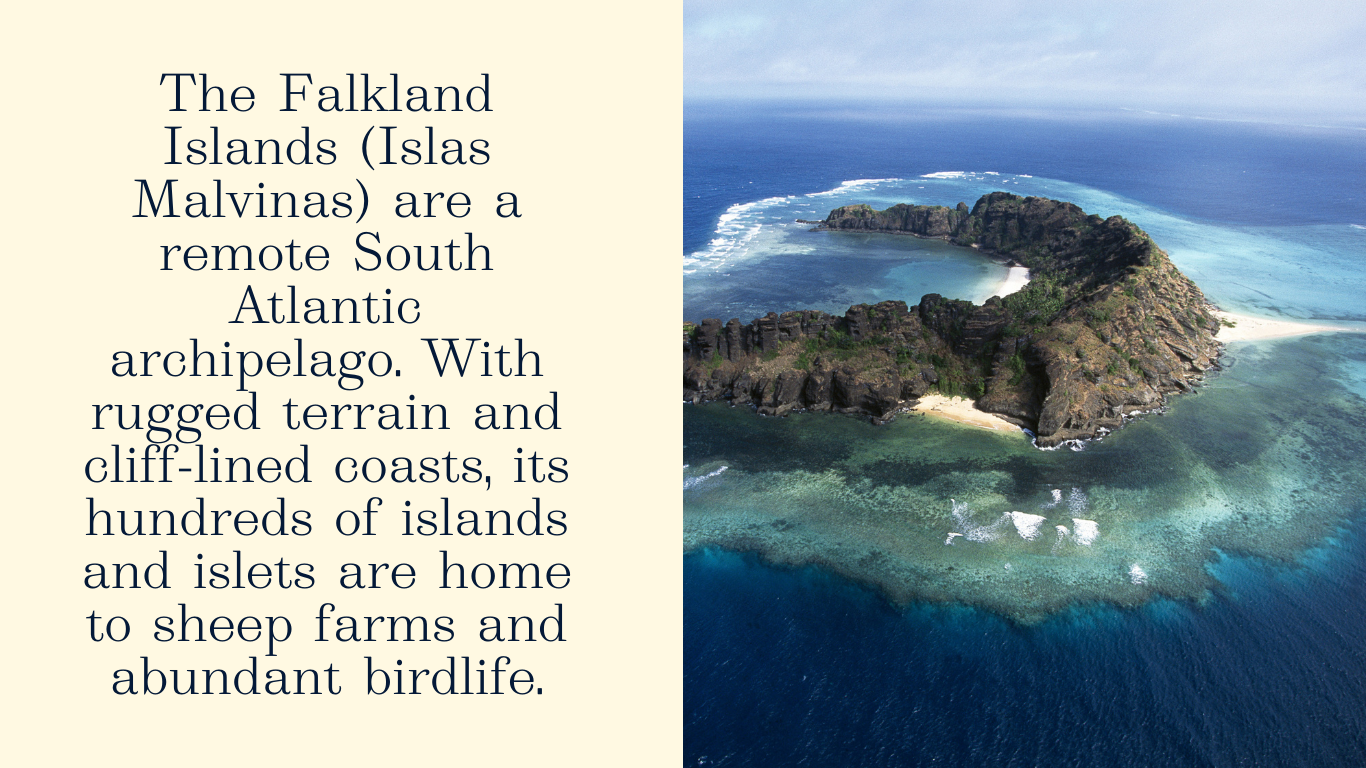 The Falkland
Islands (Islas
Malvinas) are a
remote South
Atlantic
archipelago. With
rugged terrain and
cliff-lined coasts, its
hundreds of islands
and islets are home
to sheep farms and
abundant birdlife.